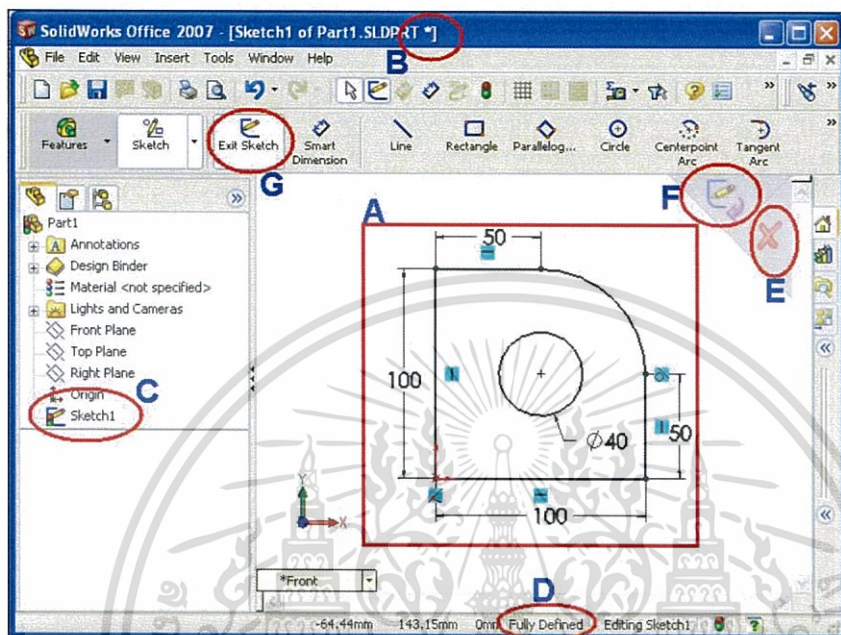 SolidWorks Office 2007 - [Sketch1 of Part1.SLDPRT *]
B
File Edit View Insert Tools Window Help
Features Sketch Exit Sketch Smart Dimension Line Rectangle Parallelog... Circle Centerpoint Arc Tangent Arc
G
F
E
A
Part1
Annotations
Design Binder
Material <not specified>
Lights and Cameras
Front Plane
Top Plane
Right Plane
Origin
C
Sketch1
50
100
Ø40
50
100
Y
X
*Front
D
-64.44mm 143.15mm 0mm Fully Defined Editing Sketch1